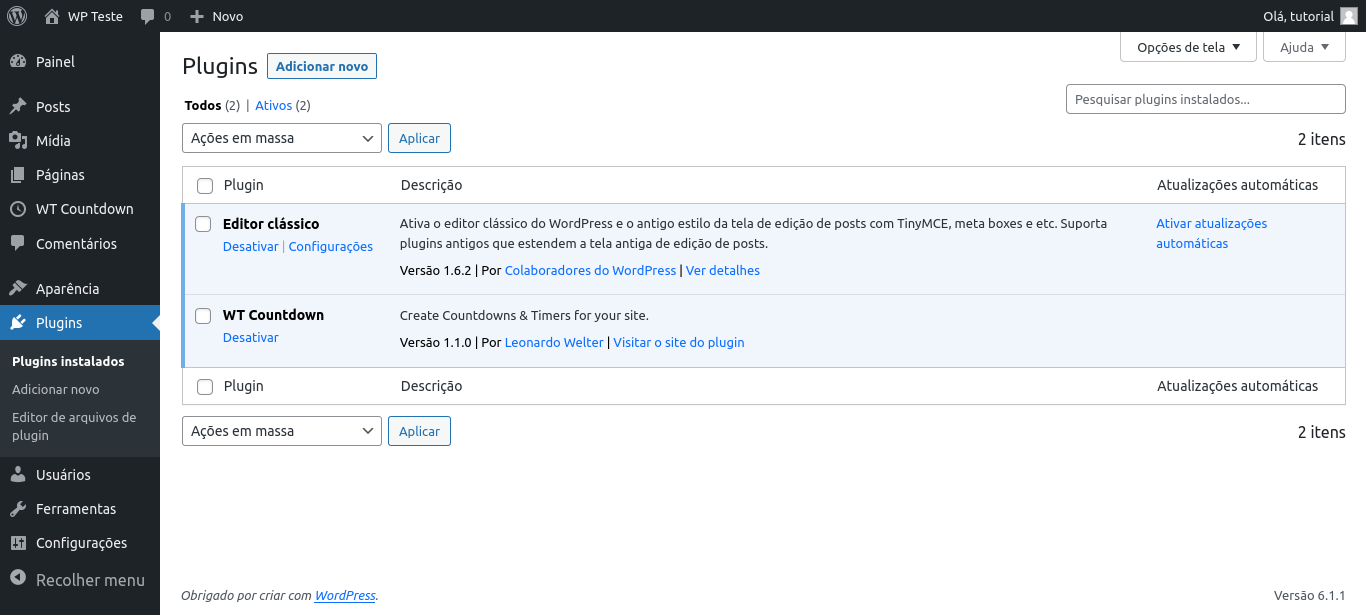 WP Teste 0 Novo Olá, tutorial
Painel
Posts
Mídia
Páginas
WT Countdown
Comentários
Aparência
Plugins
Plugins instalados
Adicionar novo
Editor de arquivos de
plugin
Usuários
Ferramentas
Configurações
Recolher menu
Opções de tela Ajuda
Plugins Adicionar novo
Todos (2) | Ativos (2)
Pesquisar plugins instalados...
Ações em massa Aplicar 2 itens
Plugin Descrição Atualizações automáticas
Editor clássico
Desativar | Configurações
Ativa o editor clássico do WordPress e o antigo estilo da tela de edição de posts com TinyMCE, meta boxes e etc. Suporta
plugins antigos que estendem a tela antiga de edição de posts.
Versão 1.6.2 | Por Colaboradores do WordPress | Ver detalhes
Ativar atualizações
automáticas
WT Countdown
Desativar
Create Countdowns & Timers for your site.
Versão 1.1.0 | Por Leonardo Welter | Visitar o site do plugin
Plugin Descrição Atualizações automáticas
Ações em massa Aplicar 2 itens
Obrigado por criar com WordPress. Versão 6.1.1